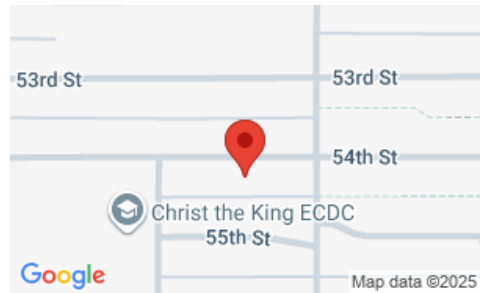 53rd St
53rd St
54th St
Christ the King ECDC
55th St
Google
Map data ©2025